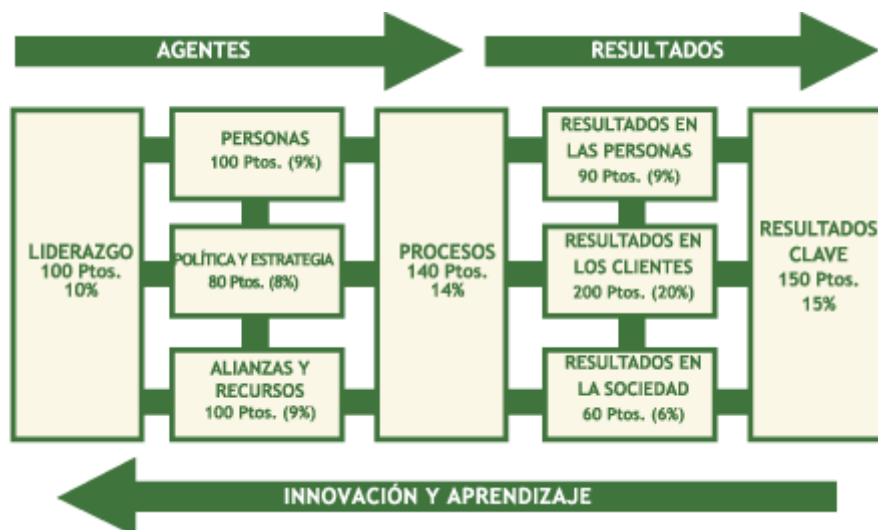 AGENTES
RESULTADOS
LIDERAZGO
100 Ptos.
10%
PERSONAS
100 Ptos. (9%)
POLÍTICA Y ESTRATEGIA
80 Ptos. (8%)
ALIANZAS Y
RECURSOS
100 Ptos. (9%)
PROCESOS
140 Ptos.
14%
RESULTADOS EN
LAS PERSONAS
90 Ptos. (9%)
RESULTADOS EN
LOS CLIENTES
200 Ptos. (20%)
RESULTADOS EN
LA SOCIEDAD
60 Ptos. (6%)
RESULTADOS
CLAVE
150 Ptos.
15%
INNOVACIÓN Y APRENDIZAJE